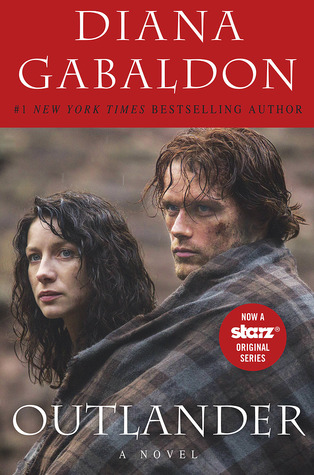 DIANA
GABALDON
#1 NEW YORK TIMES BESTSELLING AUTHOR
NOW A
starz®
ORIGINAL
SERIES
OUTLANDER
A NOVEL